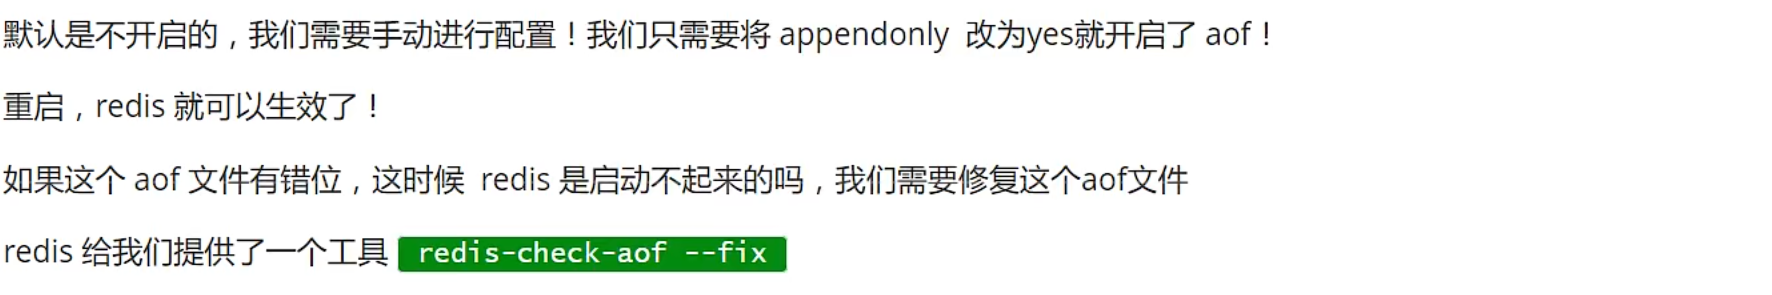 默认是不开启的，我们需要手动进行配置！我们只需要将 appendonly 改为yes就开启了 aof！
重启，redis 就可以生效了！
如果这个 aof 文件有错位，这时候 redis 是启动不起来的吗，我们需要修复这个aof文件
redis 给我们提供了一个工具 redis-check-aof --fix